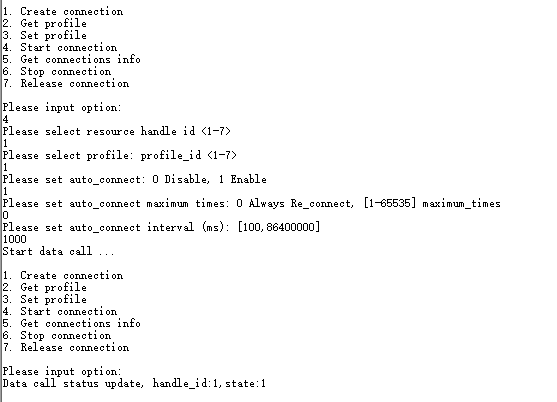 1. Create connection
2. Get profile
3. Set profile
4. Start connection
5. Get connections info
6. Stop connection
7. Release connection
Please input option:
4
Please select resource handle id <1-7>
1
Please select profile: profile_id <1-7>
1
Please set auto_connect: 0 Disable, 1 Enable
1
Please set auto_connect maximum times: 0 Always Re_connect, [1-65535] maximum_times
0
Please set auto_connect interval (ms): [100,86400000]
1000
Start data call ...
1. Create connection
2. Get profile
3. Set profile
4. Start connection
5. Get connections info
6. Stop connection
7. Release connection
Please input option:
Data call status update, handle_id:1,state:1